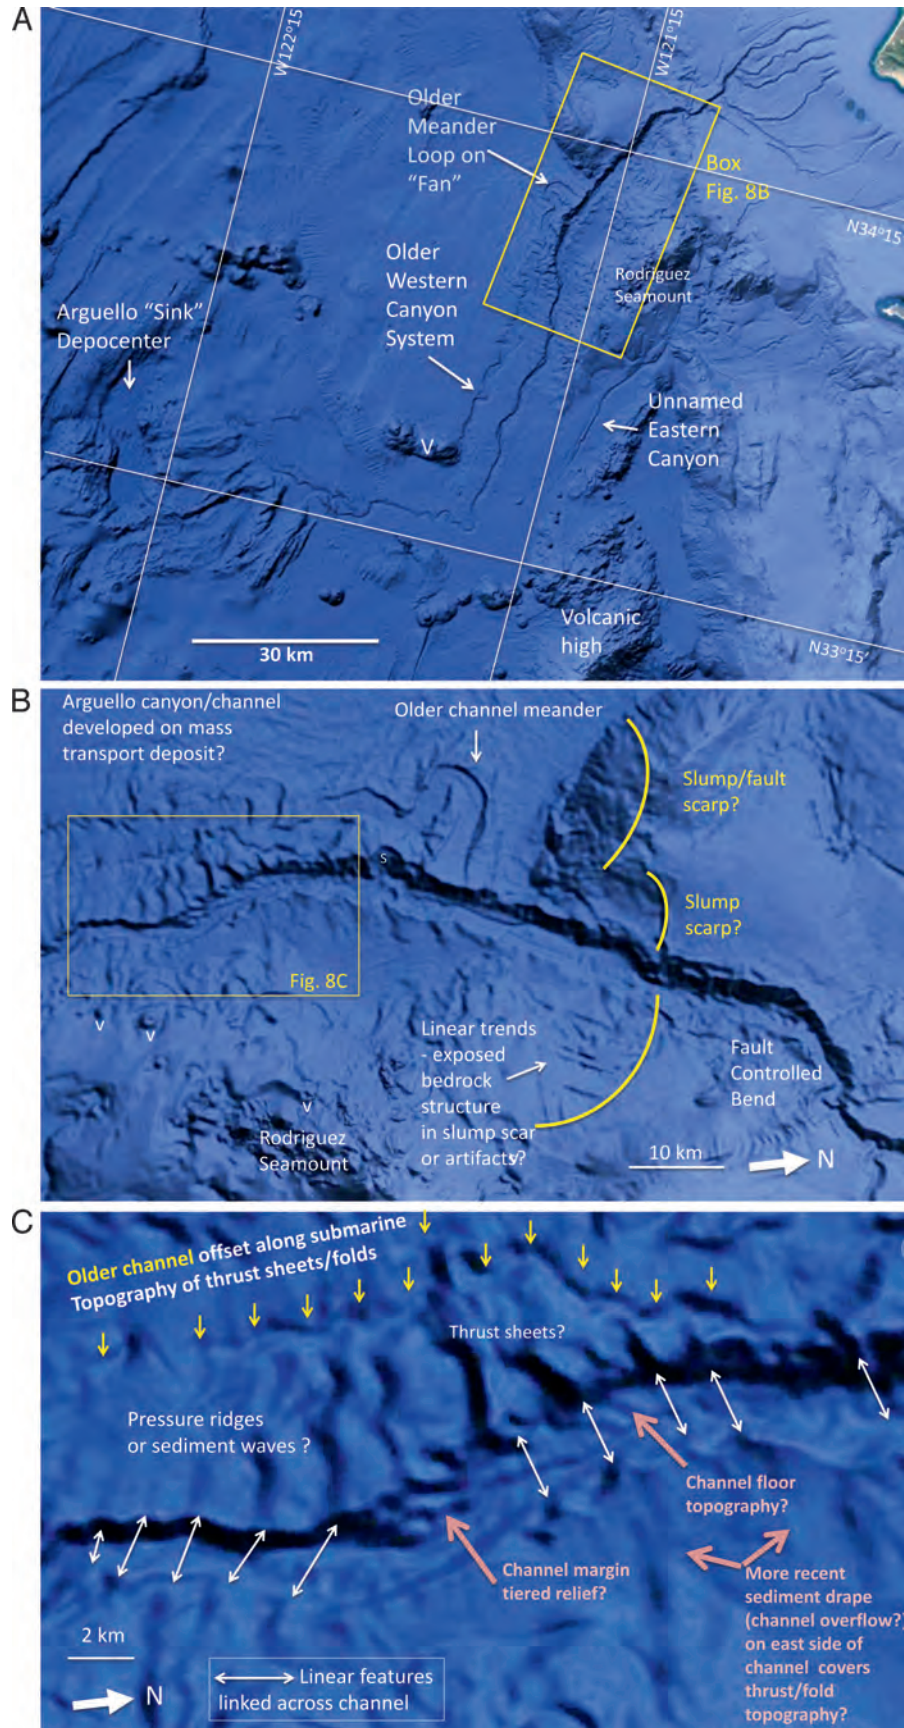 A
W122°15'
W121°15'
Older
Meander
Loop on
"Fan"
Box
Fig. 8B
N34°15'
Older
Western
Canyon
System
Rodriguez
Seamount
Arguello "Sink"
Depocenter
Unnamed
Eastern
Canyon
V
Volcanic
high
30 km
N33°15'
B
Arguello canyon/channel
developed on mass
transport deposit?
Older channel meander
Slump/fault
scarp?
S
Slump
scarp?
Fig. 8C
V
V
Linear trends
- exposed
bedrock
structure
in slump scar
or artifacts?
V
Fault
Controlled
Bend
V
Rodriguez
Seamount
10 km
N
C
Older channel offset along submarine
Topography of thrust sheets/folds
Thrust sheets?
Pressure ridges
or sediment waves ?
Channel floor
topography?
Channel margin
tiered relief?
More recent
sediment drape
(channel overflow?)
on east side of
channel covers
thrust/fold
topography?
2 km
N
Linear features
linked across channel